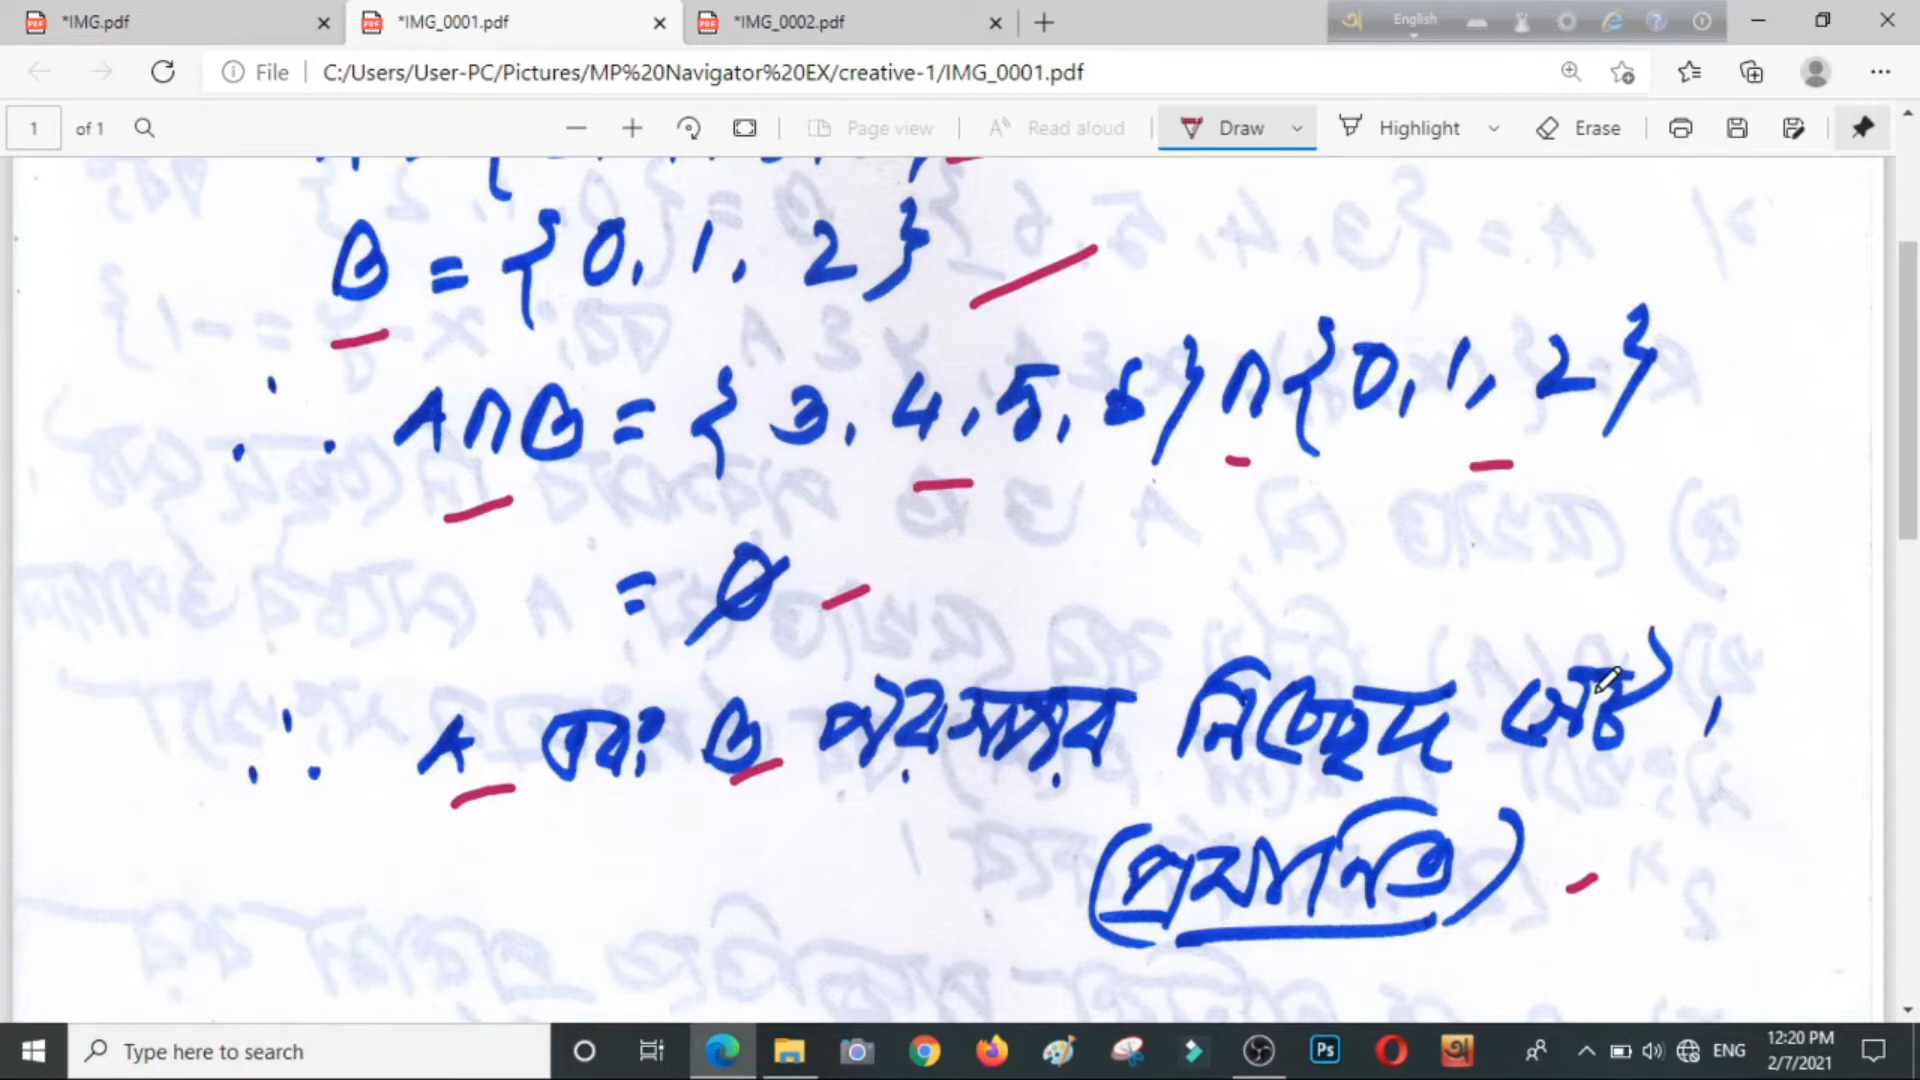 *IMG.pdf
*IMG_0001.pdf
*IMG_0002.pdf
English
File
C:/Users/User-PC/Pictures/MP%20Navigator%20EX/creative-1/IMG_0001.pdf
1 of 1
Page view
Read aloud
Draw
Highlight
Erase
B = {0, 1, 2}
∴ A∩B = {3, 4, 5, 6}∩{0, 1, 2}
= ∅
∴ A এবং B পরস্পর নিচ্ছেদ সেট।
(প্রমাণিত)
Type here to search
Ps
অ
ENG
12:20 PM
2/7/2021